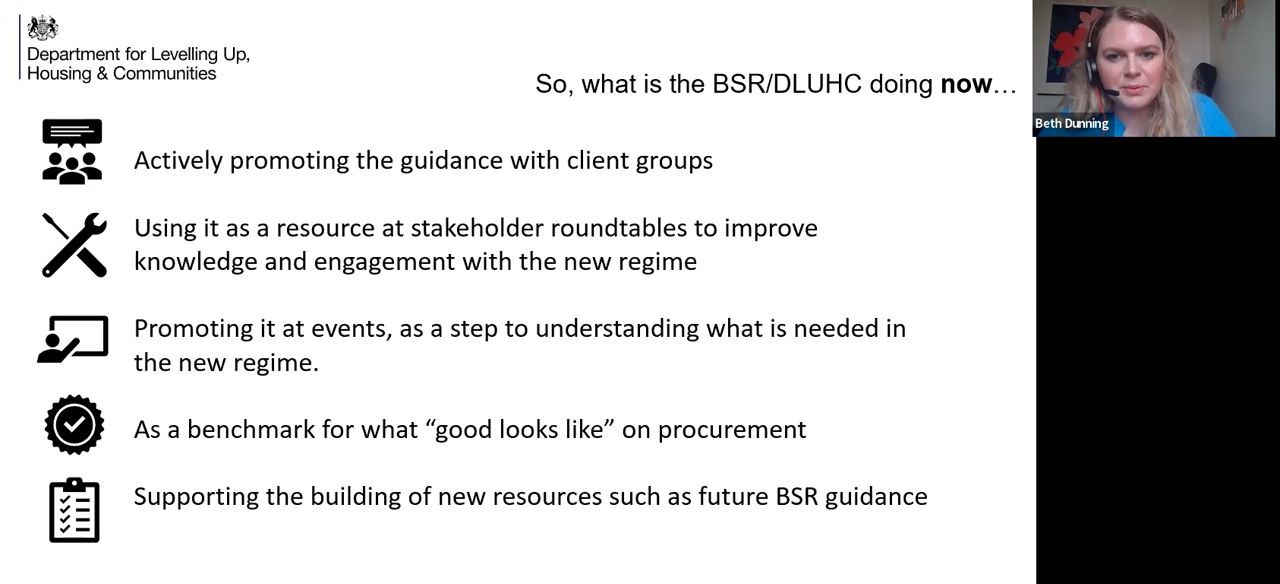 Department for Levelling Up,
Housing & Communities
So, what is the BSR/DLUHC doing now…
Beth Dunning
Actively promoting the guidance with client groups
Using it as a resource at stakeholder roundtables to improve
knowledge and engagement with the new regime
Promoting it at events, as a step to understanding what is needed in
the new regime.
As a benchmark for what “good looks like” on procurement
Supporting the building of new resources such as future BSR guidance